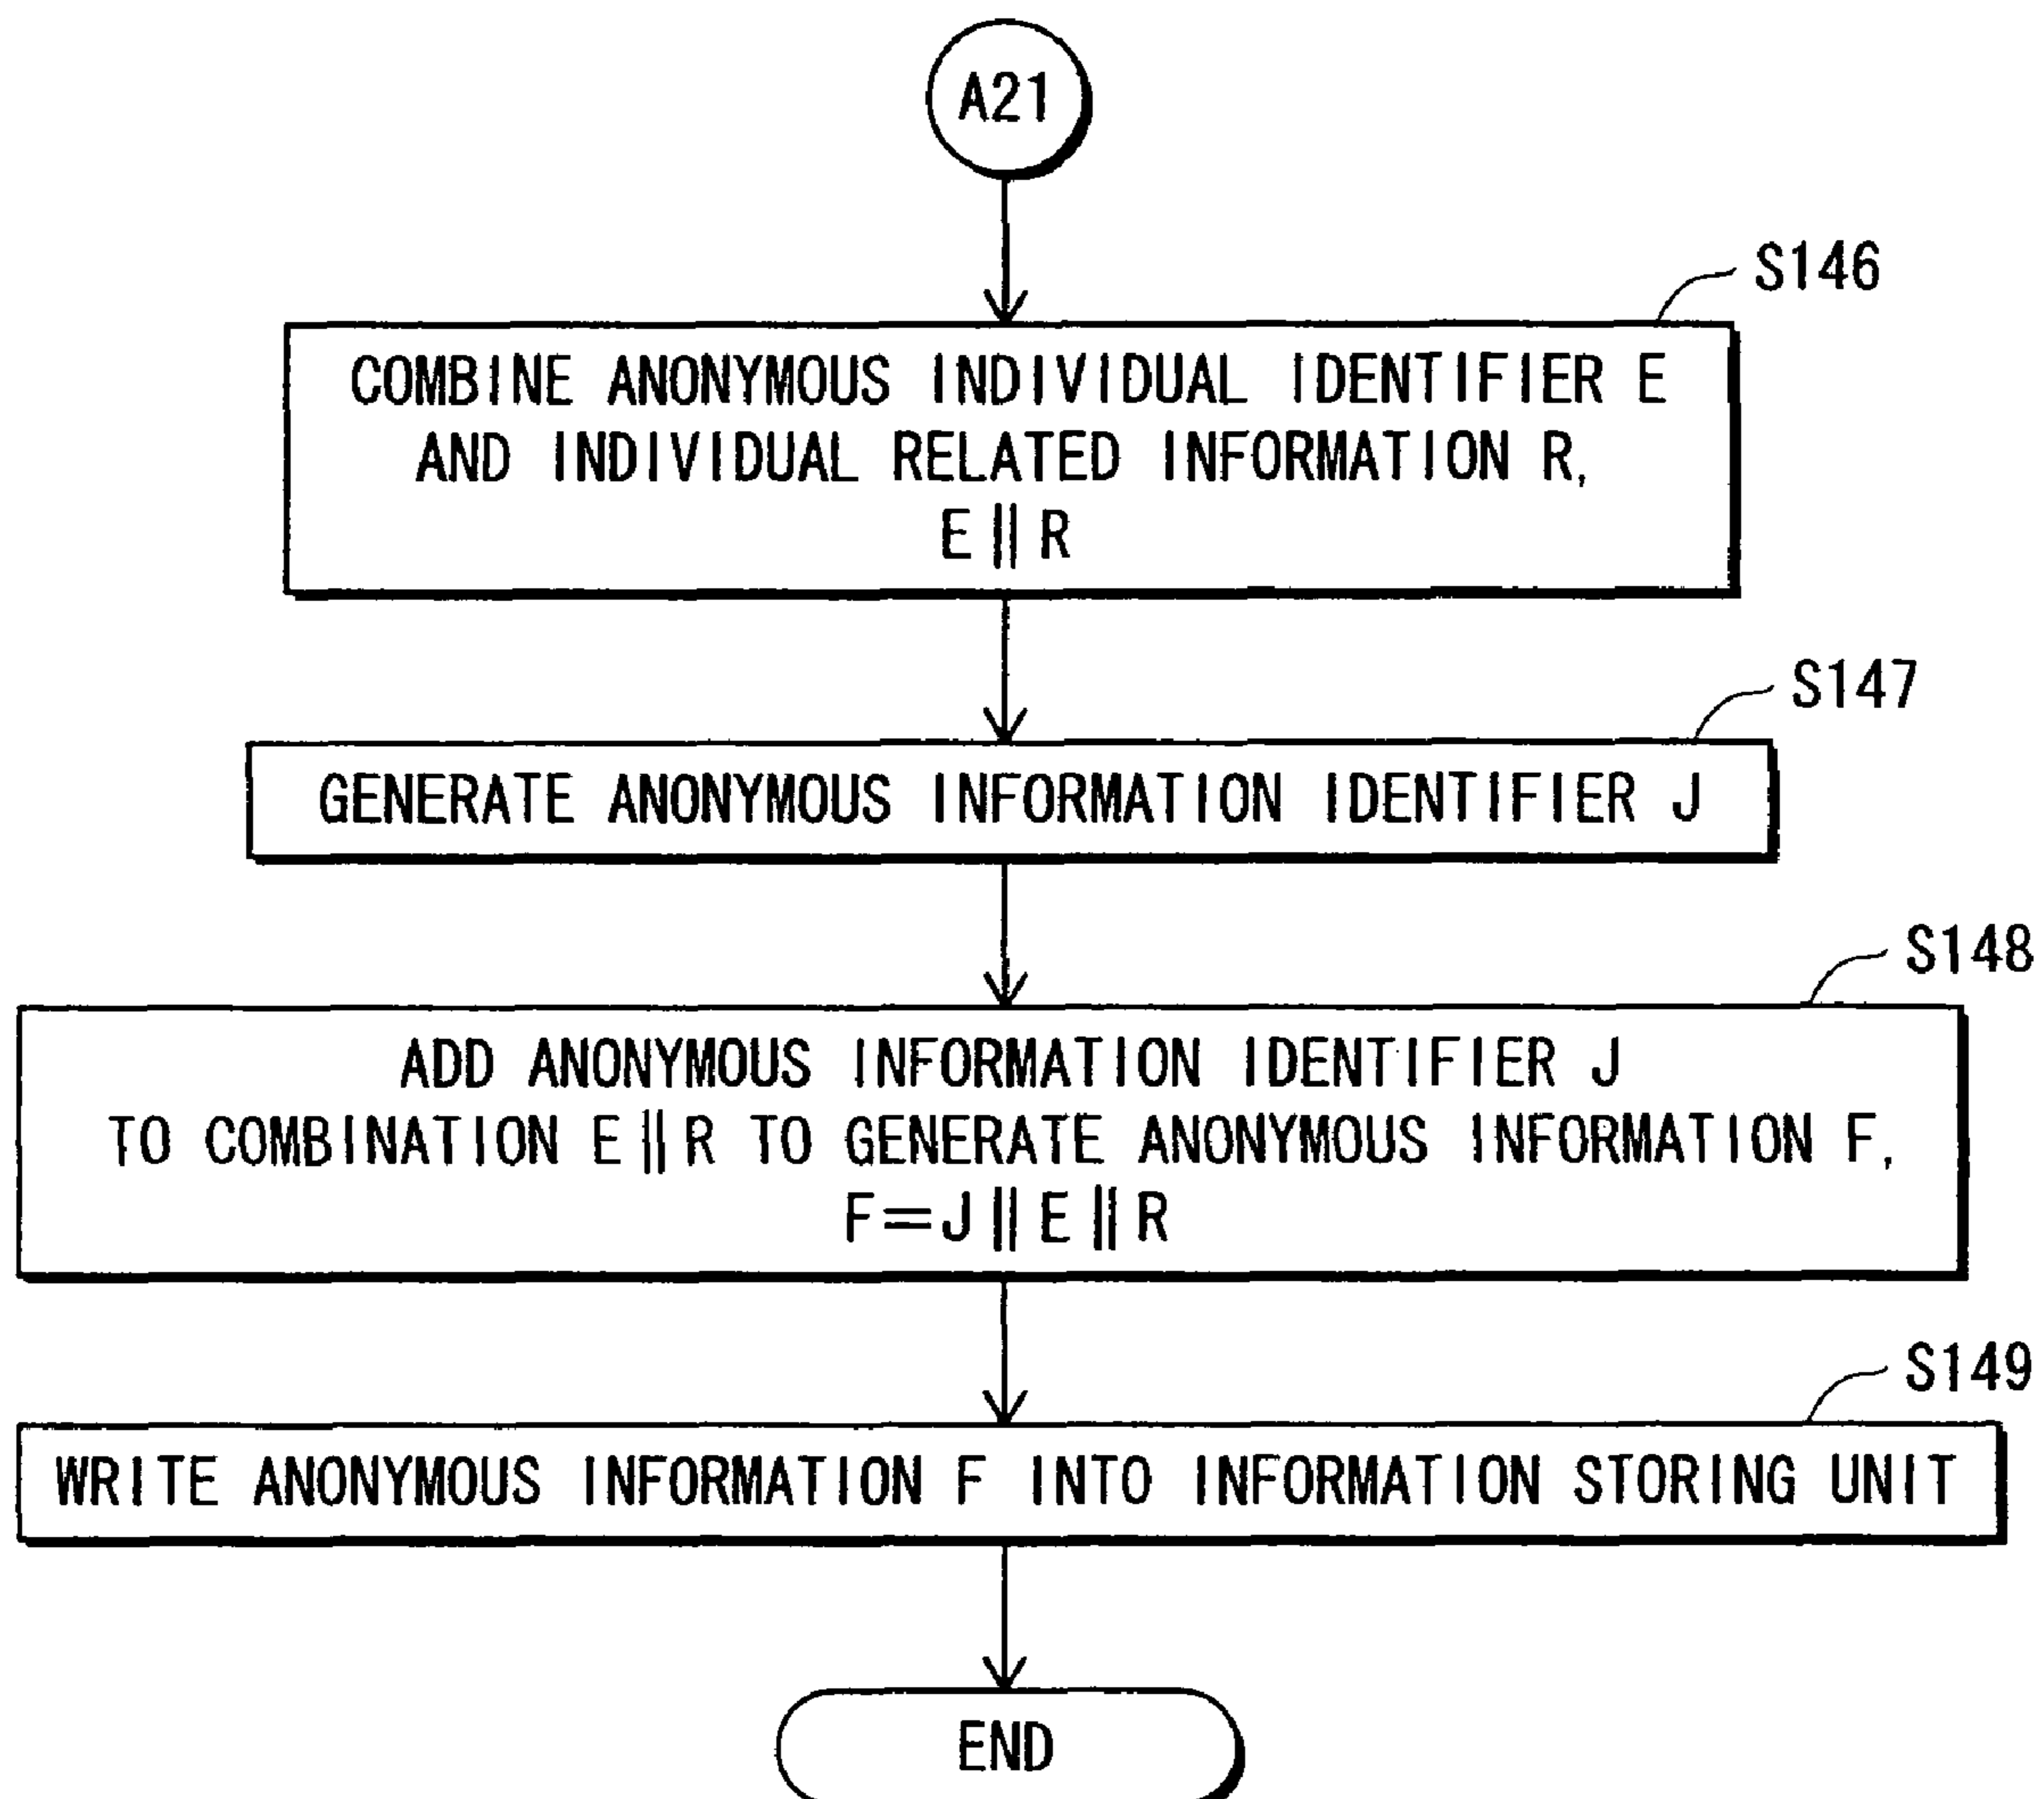 A21
S146
COMBINE ANONYMOUS INDIVIDUAL IDENTIFIER E
AND INDIVIDUAL RELATED INFORMATION R,
E‖R
S147
GENERATE ANONYMOUS INFORMATION IDENTIFIER J
S148
ADD ANONYMOUS INFORMATION IDENTIFIER J
TO COMBINATION E‖R TO GENERATE ANONYMOUS INFORMATION F,
F=J‖E‖R
S149
WRITE ANONYMOUS INFORMATION F INTO INFORMATION STORING UNIT
END